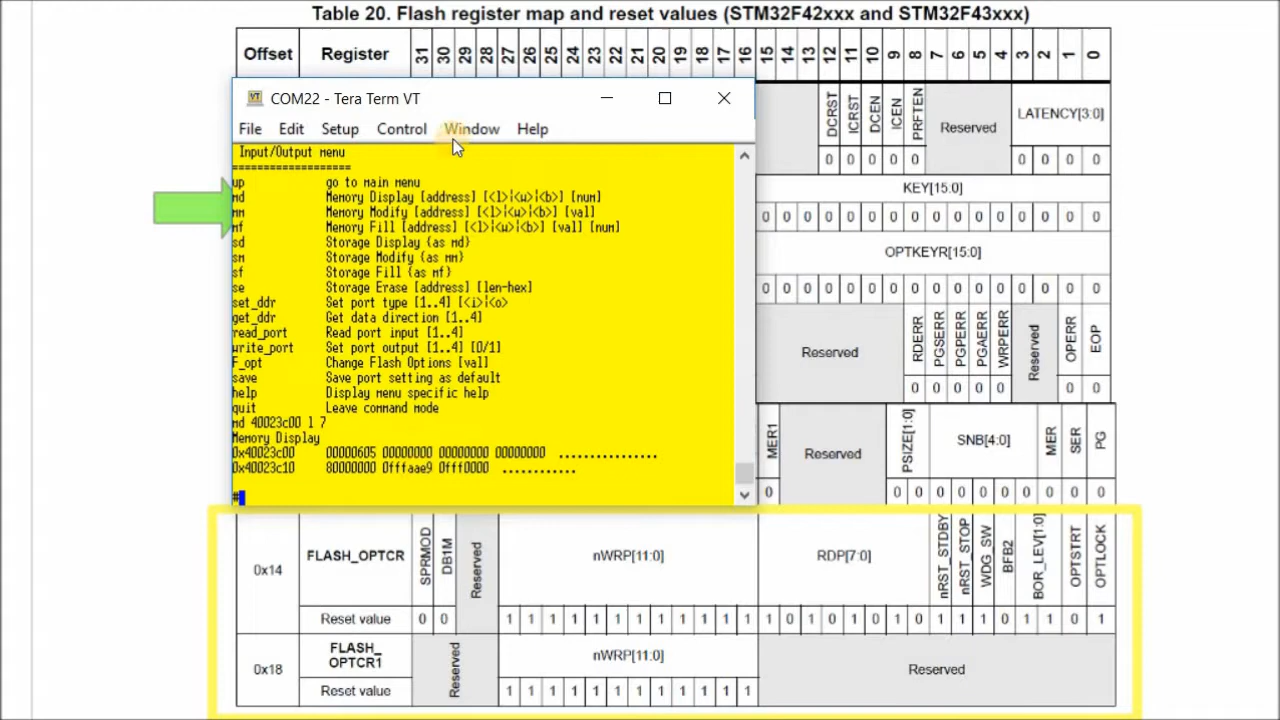 Table 20. Flash register map and reset values (STM32F42xxx and STM32F43xxx)
Offset Register 31 30 29 28 27 26 25 24 23 22 21 20 19 18 17 16 15 14 13 12 11 10 9 8 7 6 5 4 3 2 1 0
DCRST ICRST DCEN ICEN PRFTEN Reserved LATENCY[3:0]
0 0 0 0 0 0 0 0 0
KEY[15:0]
0 0 0 0 0 0 0 0 0 0 0 0 0 0 0 0
OPTKEYR[15:0]
0 0 0 0 0 0 0 0 0 0 0 0 0 0 0 0
Reserved RDERR PGSERR PGPERR PGAERR WRPERR Reserved OPERR EOP
0 0 0 0 0 0 0
MER1 Reserved PSIZE[1:0] SNB[4:0] MER SER PG
0 0 0 0 0 0 0 0 0 0 0
COM22 - Tera Term VT
File Edit Setup Control Window Help
Input/Output menu
==================
up go to main menu
md Memory Display [address] [<l>|<w>|<b>] [num]
mm Memory Modify [address] [<l>|<w>|<b>] [val]
mf Memory Fill [address] [<l>|<w>|<b>] [val] [num]
sd Storage Display {as md}
sm Storage Modify {as mm}
sf Storage Fill {as mf}
se Storage Erase [address] [len-hex]
set_ddr Set port type [1..4] [<i>|<o>
get_ddr Get data direction [1..4]
read_port Read port input [1..4]
write_port Set port output [1..4] [0/1]
F_opt Change Flash Options [val]
save Save port setting as default
help Display menu specific help
quit Leave command mode
md 40023c00 l 7
Memory Display
0x40023c00 00000605 00000000 00000000 00000000 ................
0x40023c10 80000000 0fffaae9 0fff0000 ............
#
0x14 FLASH_OPTCR SPRMOD DB1M Reserved nWRP[11:0] RDP[7:0] nRST_STDBY nRST_STOP WDG_SW BFB2 BOR_LEV[1:0] OPTSTRT OPTLOCK
Reset value 0 0 1 1 1 1 1 1 1 1 1 1 1 1 1 0 1 0 1 0 1 0 1 1 1 0 1 1 0 1
0x18 FLASH_
OPTCR1 Reserved nWRP[11:0] Reserved
Reset value 1 1 1 1 1 1 1 1 1 1 1 1